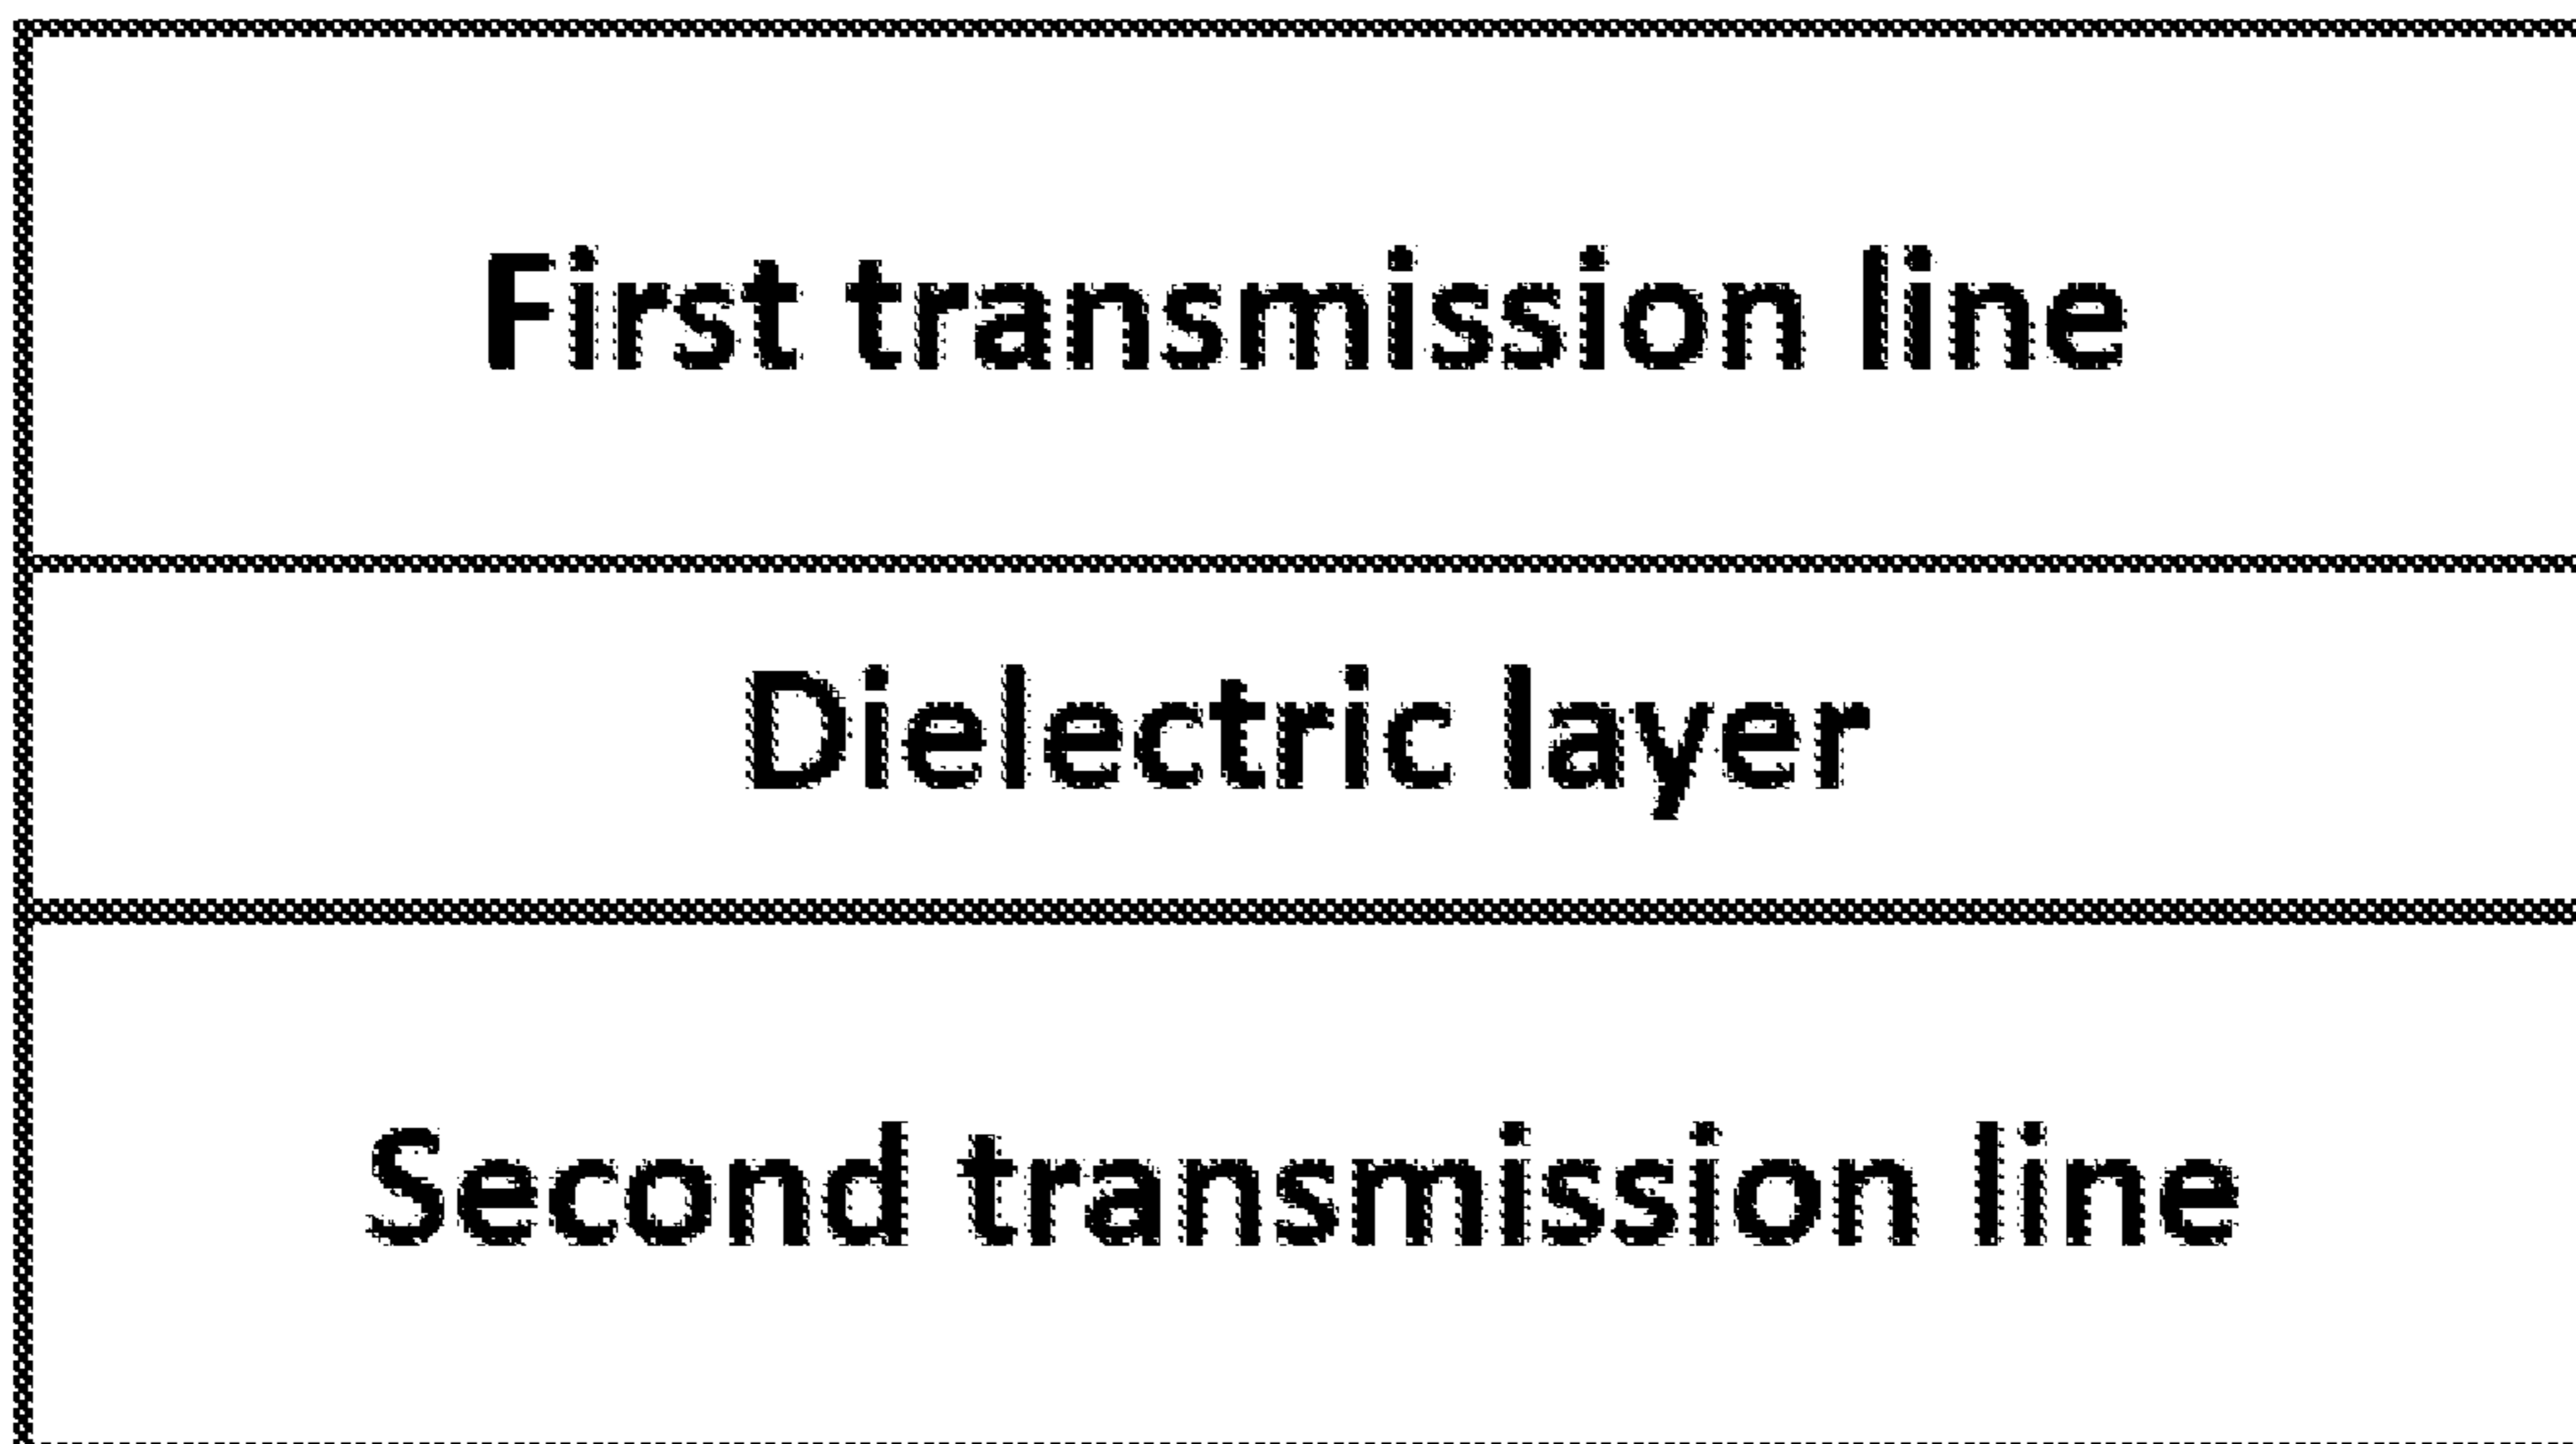 First transmission line
Dielectric layer
Second transmission line